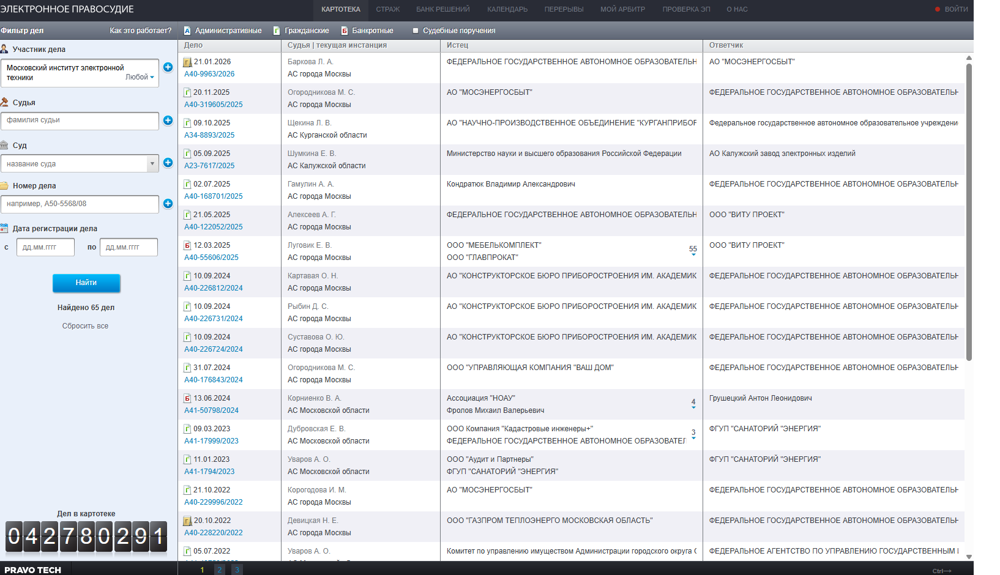 ЭЛЕКТРОННОЕ ПРАВОСУДИЕ
КАРТОТЕКА СТРАЖ БАНК РЕШЕНИЙ КАЛЕНДАРЬ ПЕРЕРЫВЫ МОЙ АРБИТР ПРОВЕРКА ЭП О НАС ВОЙТИ
Фильтр дел Как это работает?
А Административные Г Гражданские Б Банкротные Судебные поручения
Участник дела
Московский институт электронной
техники Любой
Судья
фамилия судьи
Суд
название суда
Номер дела
например, А50-5568/08
Дата регистрации дела
с дд.мм.гггг по дд.мм.гггг
Найти
Найдено 65 дел
Сбросить все
Дел в картотеке
042780291
PRAVO TECH
Дело Судья | текущая инстанция Истец Ответчик
Г 21.01.2026 Баркова Л. А. ФЕДЕРАЛЬНОЕ ГОСУДАРСТВЕННОЕ АВТОНОМНОЕ ОБРАЗОВАТЕЛЬН АО "МОСЭНЕРГОСБЫТ"
А40-9963/2026 АС города Москвы
Г 20.11.2025 Огородникова М. С. АО "МОСЭНЕРГОСБЫТ" ФЕДЕРАЛЬНОЕ ГОСУДАРСТВЕННОЕ АВТОНОМНОЕ ОБРАЗОВАТЕЛЬН
А40-319605/2025 АС города Москвы
Г 09.10.2025 Щекина Л. В. АО "НАУЧНО-ПРОИЗВОДСТВЕННОЕ ОБЪЕДИНЕНИЕ "КУРГАНПРИБОР Федеральное государственное автономное образовательное учреждени
А34-8893/2025 АС Курганской области
Г 05.09.2025 Шумкина Е. В. Министерство науки и высшего образования Российской Федерации АО Калужский завод электронных изделий
А23-7617/2025 АС Калужской области
Г 02.07.2025 Гамулин А. А. Кондратюк Владимир Александрович ФЕДЕРАЛЬНОЕ ГОСУДАРСТВЕННОЕ АВТОНОМНОЕ ОБРАЗОВАТЕЛЬН
А40-168701/2025 АС города Москвы
Г 21.05.2025 Алексеев А. Г. ФЕДЕРАЛЬНОЕ ГОСУДАРСТВЕННОЕ АВТОНОМНОЕ ОБРАЗОВАТЕЛЬН ООО "ВИТУ ПРОЕКТ"
А40-122052/2025 АС города Москвы
Б 12.03.2025 Луговик Е. В. ООО "МЕБЕЛЬКОМПЛЕКТ" 55 ООО "ВИТУ ПРОЕКТ"
А40-55606/2025 АС города Москвы ООО "ГЛАВПРОКАТ"
Г 10.09.2024 Картавая О. Н. АО "КОНСТРУКТОРСКОЕ БЮРО ПРИБОРОСТРОЕНИЯ ИМ. АКАДЕМИК ФЕДЕРАЛЬНОЕ ГОСУДАРСТВЕННОЕ АВТОНОМНОЕ ОБРАЗОВАТЕЛЬН
А40-226812/2024 АС города Москвы
Г 10.09.2024 Рыбин Д. С. АО "КОНСТРУКТОРСКОЕ БЮРО ПРИБОРОСТРОЕНИЯ ИМ. АКАДЕМИК ФЕДЕРАЛЬНОЕ ГОСУДАРСТВЕННОЕ АВТОНОМНОЕ ОБРАЗОВАТЕЛЬН
А40-226731/2024 АС города Москвы
Г 10.09.2024 Суставова О. Ю. АО "КОНСТРУКТОРСКОЕ БЮРО ПРИБОРОСТРОЕНИЯ ИМ. АКАДЕМИК ФЕДЕРАЛЬНОЕ ГОСУДАРСТВЕННОЕ АВТОНОМНОЕ ОБРАЗОВАТЕЛЬН
А40-226724/2024 АС города Москвы
Г 31.07.2024 Огородникова М. С. ООО "УПРАВЛЯЮЩАЯ КОМПАНИЯ "ВАШ ДОМ" ФЕДЕРАЛЬНОЕ ГОСУДАРСТВЕННОЕ АВТОНОМНОЕ ОБРАЗОВАТЕЛЬН
А40-176843/2024 АС города Москвы
Б 13.06.2024 Корниенко В. А. Ассоциация "НОАУ" 4 Грушецкий Антон Леонидович
А41-50798/2024 АС Московской области Фролов Михаил Валерьевич
Г 09.03.2023 Дубровская Е. В. ООО Компания "Кадастровые инженеры+" 3 ФГУП "САНАТОРИЙ "ЭНЕРГИЯ"
А41-17999/2023 АС Московской области ФЕДЕРАЛЬНОЕ ГОСУДАРСТВЕННОЕ АВТОНОМНОЕ ОБРАЗОВАТЕЛ
Г 11.01.2023 Уваров А. О. ООО "Аудит и Партнеры" ФГУП "САНАТОРИЙ "ЭНЕРГИЯ"
А41-1794/2023 АС Московской области ФГУП "САНАТОРИЙ "ЭНЕРГИЯ"
Г 21.10.2022 Корогодова И. М. АО "МОСЭНЕРГОСБЫТ" ФЕДЕРАЛЬНОЕ ГОСУДАРСТВЕННОЕ АВТОНОМНОЕ ОБРАЗОВАТЕЛЬН
А40-229996/2022 АС города Москвы
Г 20.10.2022 Девицкая Н. Е. ООО "ГАЗПРОМ ТЕПЛОЭНЕРГО МОСКОВСКАЯ ОБЛАСТЬ" ФЕДЕРАЛЬНОЕ ГОСУДАРСТВЕННОЕ АВТОНОМНОЕ ОБРАЗОВАТЕЛЬН
А40-228220/2022 АС города Москвы
Г 05.07.2022 Уваров А. О. Комитет по управлению имуществом Администрации городского округа ФЕДЕРАЛЬНОЕ АГЕНТСТВО ПО УПРАВЛЕНИЮ ГОСУДАРСТВЕННЫМ
1 2 3 Ctrl→